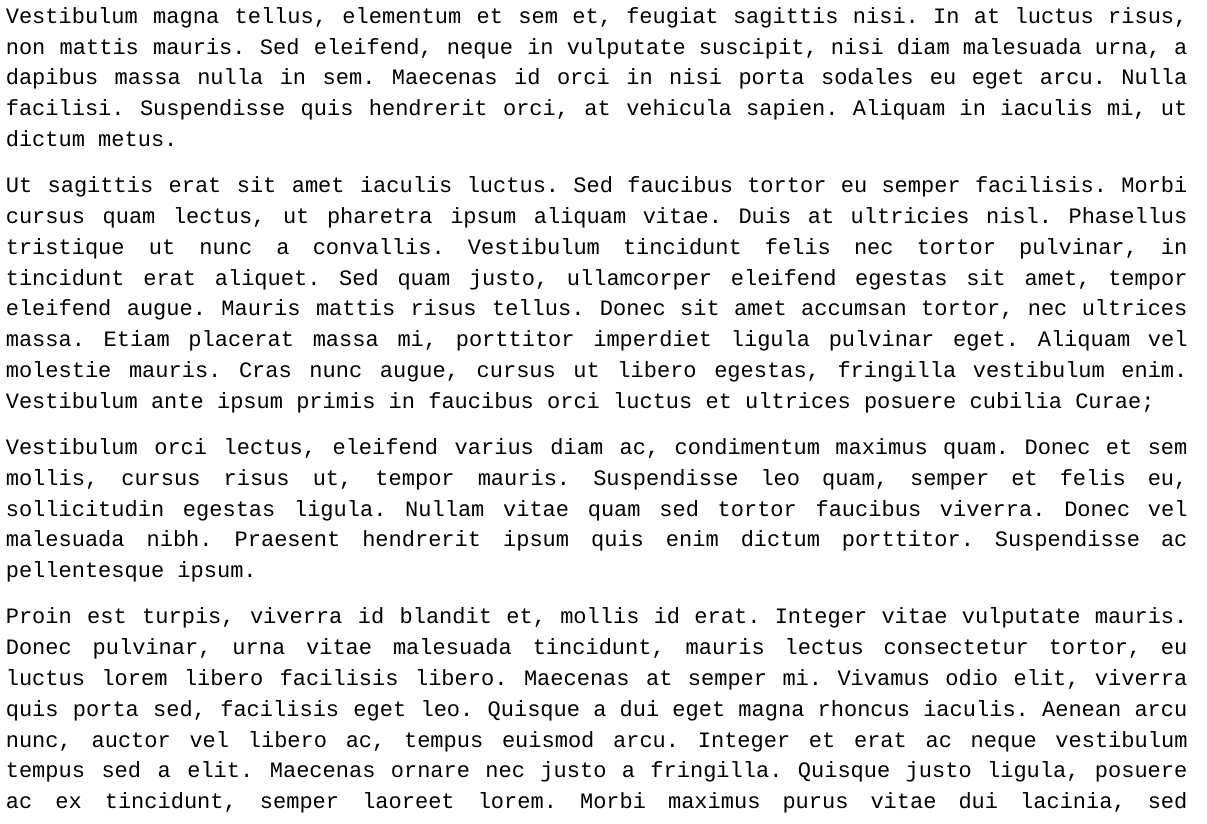 Vestibulum magna tellus, elementum et sem et, feugiat sagittis nisi. In at luctus risus,
non mattis mauris. Sed eleifend, neque in vulputate suscipit, nisi diam malesuada urna, a
dapibus massa nulla in sem. Maecenas id orci in nisi porta sodales eu eget arcu. Nulla
facilisi. Suspendisse quis hendrerit orci, at vehicula sapien. Aliquam in iaculis mi, ut
dictum metus.
Ut sagittis erat sit amet iaculis luctus. Sed faucibus tortor eu semper facilisis. Morbi
cursus quam lectus, ut pharetra ipsum aliquam vitae. Duis at ultricies nisl. Phasellus
tristique ut nunc a convallis. Vestibulum tincidunt felis nec tortor pulvinar, in
tincidunt erat aliquet. Sed quam justo, ullamcorper eleifend egestas sit amet, tempor
eleifend augue. Mauris mattis risus tellus. Donec sit amet accumsan tortor, nec ultrices
massa. Etiam placerat massa mi, porttitor imperdiet ligula pulvinar eget. Aliquam vel
molestie mauris. Cras nunc augue, cursus ut libero egestas, fringilla vestibulum enim.
Vestibulum ante ipsum primis in faucibus orci luctus et ultrices posuere cubilia Curae;
Vestibulum orci lectus, eleifend varius diam ac, condimentum maximus quam. Donec et sem
mollis, cursus risus ut, tempor mauris. Suspendisse leo quam, semper et felis eu,
sollicitudin egestas ligula. Nullam vitae quam sed tortor faucibus viverra. Donec vel
malesuada nibh. Praesent hendrerit ipsum quis enim dictum porttitor. Suspendisse ac
pellentesque ipsum.
Proin est turpis, viverra id blandit et, mollis id erat. Integer vitae vulputate mauris.
Donec pulvinar, urna vitae malesuada tincidunt, mauris lectus consectetur tortor, eu
luctus lorem libero facilisis libero. Maecenas at semper mi. Vivamus odio elit, viverra
quis porta sed, facilisis eget leo. Quisque a dui eget magna rhoncus iaculis. Aenean arcu
nunc, auctor vel libero ac, tempus euismod arcu. Integer et erat ac neque vestibulum
tempus sed a elit. Maecenas ornare nec justo a fringilla. Quisque justo ligula, posuere
ac ex tincidunt, semper laoreet lorem. Morbi maximus purus vitae dui lacinia, sed